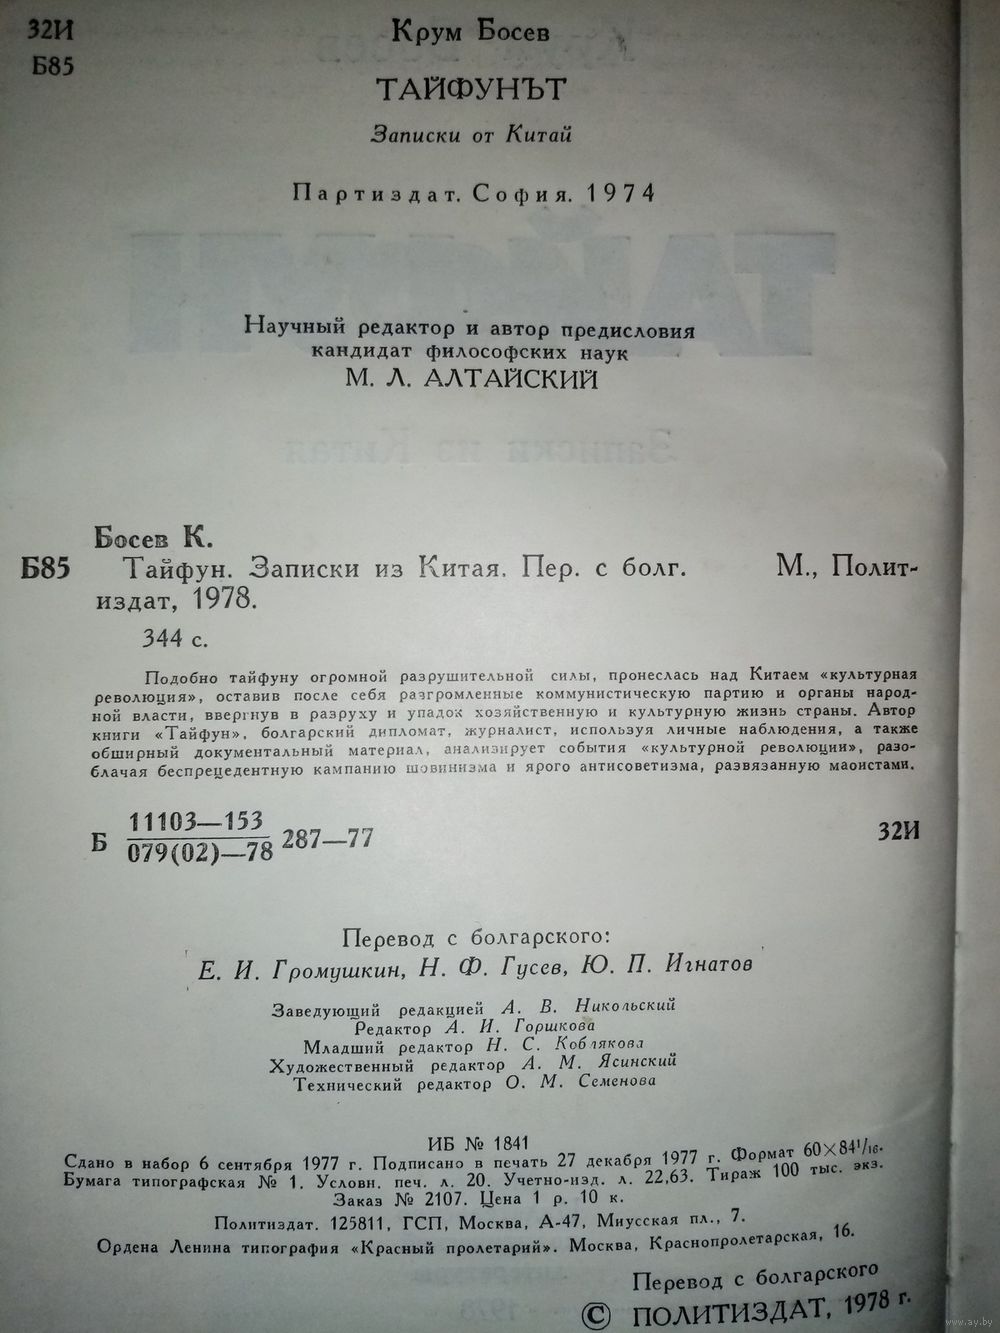 32И
Б85
Крум Босев
ТАЙФУНЪТ
Записки от Китай
Партиздат. София. 1974
Научный редактор и автор предисловия
кандидат философских наук
М. Л. АЛТАЙСКИЙ
Босев К.
Б85 Тайфун. Записки из Китая. Пер. с болг. М., Полит-
издат, 1978.
344 с.
Подобно тайфуну огромной разрушительной силы, пронеслась над Китаем «культурная
революция», оставив после себя разгромленные коммунистическую партию и органы народ-
ной власти, ввергнув в разруху и упадок хозяйственную и культурную жизнь страны. Автор
книги «Тайфун», болгарский дипломат, журналист, используя личные наблюдения, а также
обширный документальный материал, анализирует события «культурной революции», разо-
блачая беспрецедентную кампанию шовинизма и ярого антисоветизма, развязанную маоистами.
Б 11103—153
079(02)—78 287—77 32И
Перевод с болгарского:
Е. И. Громушкин, Н. Ф. Гусев, Ю. П. Игнатов
Заведующий редакцией А. В. Никольский
Редактор А. И. Горшкова
Младший редактор Н. С. Коблякова
Художественный редактор А. М. Ясинский
Технический редактор О. М. Семенова
ИБ № 1841
Сдано в набор 6 сентября 1977 г. Подписано в печать 27 декабря 1977 г. Формат 60×84 1/16.
Бумага типографская № 1. Условн. печ. л. 20. Учетно-изд. л. 22,63. Тираж 100 тыс. экз.
Заказ № 2107. Цена 1 р. 10 к.
Политиздат. 125811, ГСП, Москва, А-47, Миусская пл., 7.
Ордена Ленина типография «Красный пролетарий». Москва, Краснопролетарская, 16.
Перевод с болгарского
© ПОЛИТИЗДАТ, 1978 г.
www.ay.by